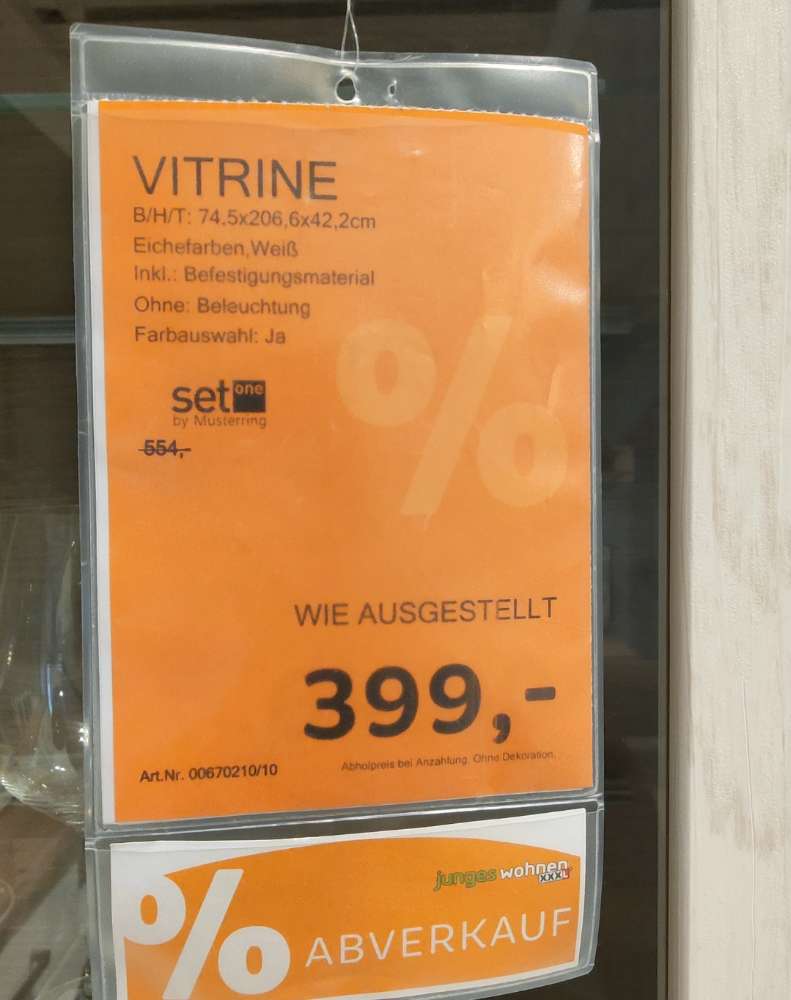 VITRINE
B/H/T: 74,5x206,6x42,2cm
Eichefarben,Weiß
Inkl.: Befestigungsmaterial
Ohne: Beleuchtung
Farbauswahl: Ja
%
set one
by Musterring
554,-
WIE AUSGESTELLT
399,-
Art.Nr. 00670210/10
Abholpreis bei Anzahlung. Ohne Dekoration.
junges wohnen
XXXL
% ABVERKAUF